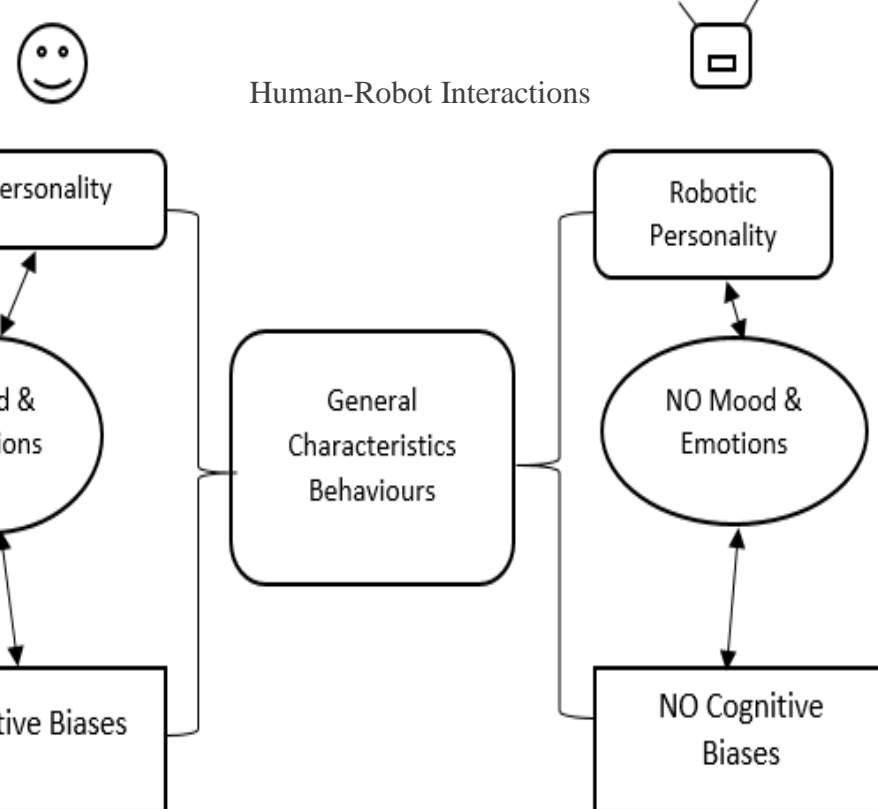 Human-Robot Interactions
ersonality
d &
ions
tive Biases
General
Characteristics
Behaviours
Robotic
Personality
NO Mood &
Emotions
NO Cognitive
Biases